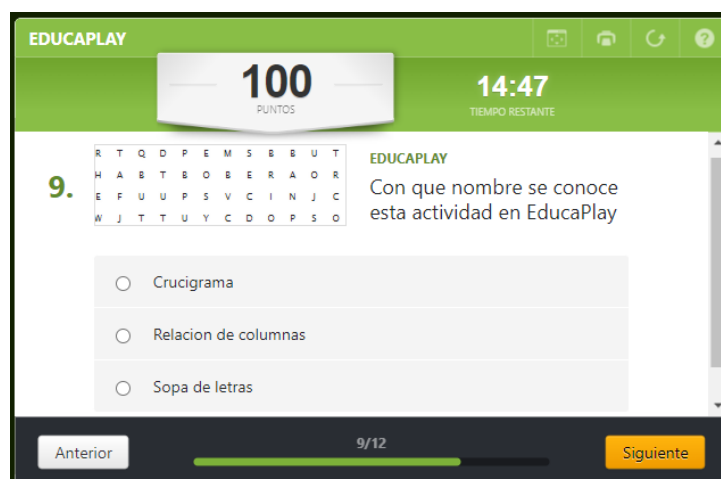 EDUCAPLAY
?
100
PUNTOS
14:47
TIEMPO RESTANTE
9.
R T Q D P E M S B B U T
H A B T B O B E R A O R
E F U U P S V C I N J C
W J T T U Y C D O P S O
EDUCAPLAY
Con que nombre se conoce
esta actividad en EducaPlay
Crucigrama
Relacion de columnas
Sopa de letras
Anterior
9/12
Siguiente